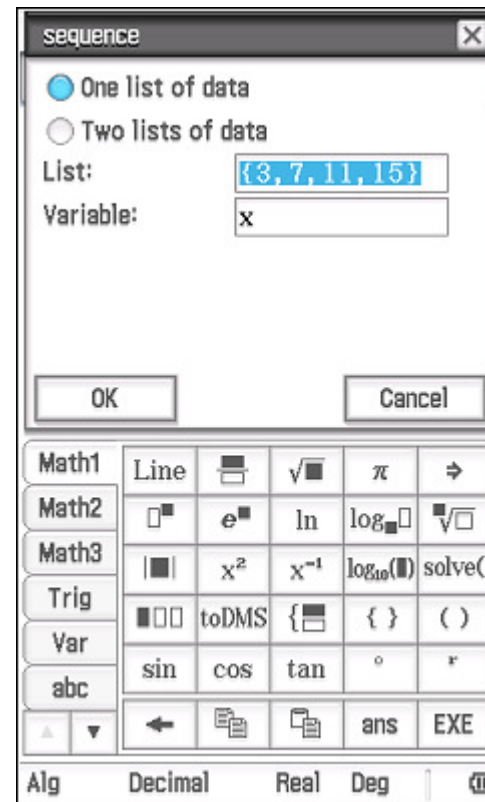 sequence
One list of data
Two lists of data
List: {3,7,11,15}
Variable: x
OK Cancel
Math1 Line √■ π ⇒
Math2 □■ e■ ln log■□ ■√□
Math3 |■| x² x⁻¹ log₁₀(■) solve(
Trig ■□□ toDMS { } ( )
Var sin cos tan ° r
abc
ans EXE
Alg Decimal Real Deg